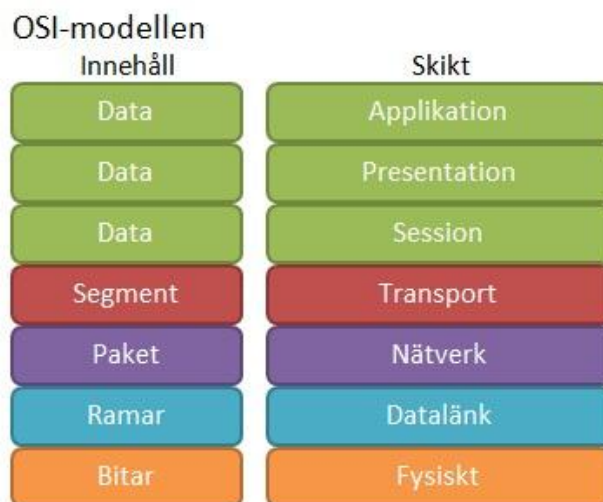 OSI-modellen
Innehåll Skikt
Data Applikation
Data Presentation
Data Session
Segment Transport
Paket Nätverk
Ramar Datalänk
Bitar Fysiskt